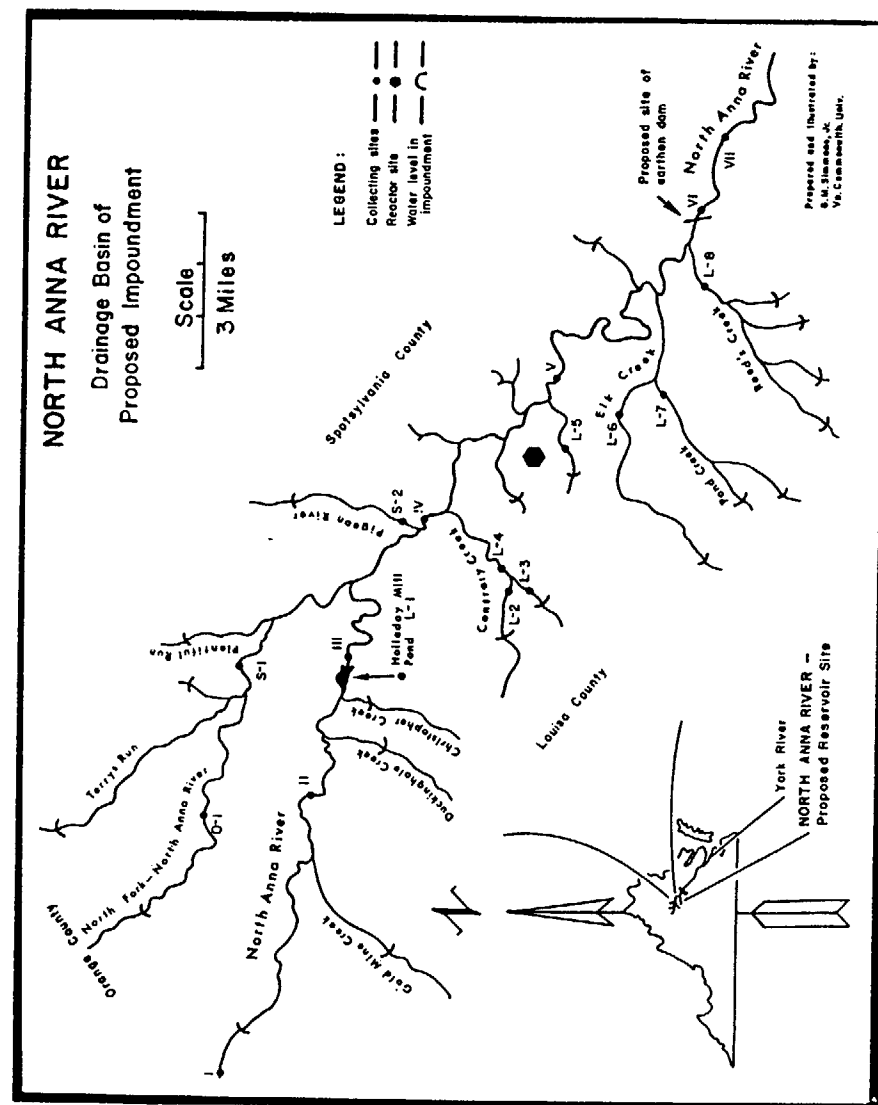 NORTH ANNA RIVER
Drainage Basin of
Proposed Impoundment
Scale
3 Miles
LEGEND:
Collecting sites
Reactor site
Water level in
impoundment
Spotsylvania County
Orange
County
North Fork—North Anna River
O-1
Terrys Run
S-1
Plentiful Run
Pigeon River
S-2
IV
I
North Anna River
II
Gold Mine Creek
Duckinghole Creek
Christopher Creek
III
Holladay Mill
Pond L-1
Contrary Creek
L-2
L-3
L-4
Louisa County
L-5
V
Elk Creek
L-6
L-7
Pond Creek
Reed's Creek
L-8
Proposed site of
earthen dam
VI
VII
North Anna River
York River
NORTH ANNA RIVER —
Proposed Reservoir Site
N
Prepared and illustrated by:
G.M. Simmons, Jr.
Va. Commonwealth Univ.